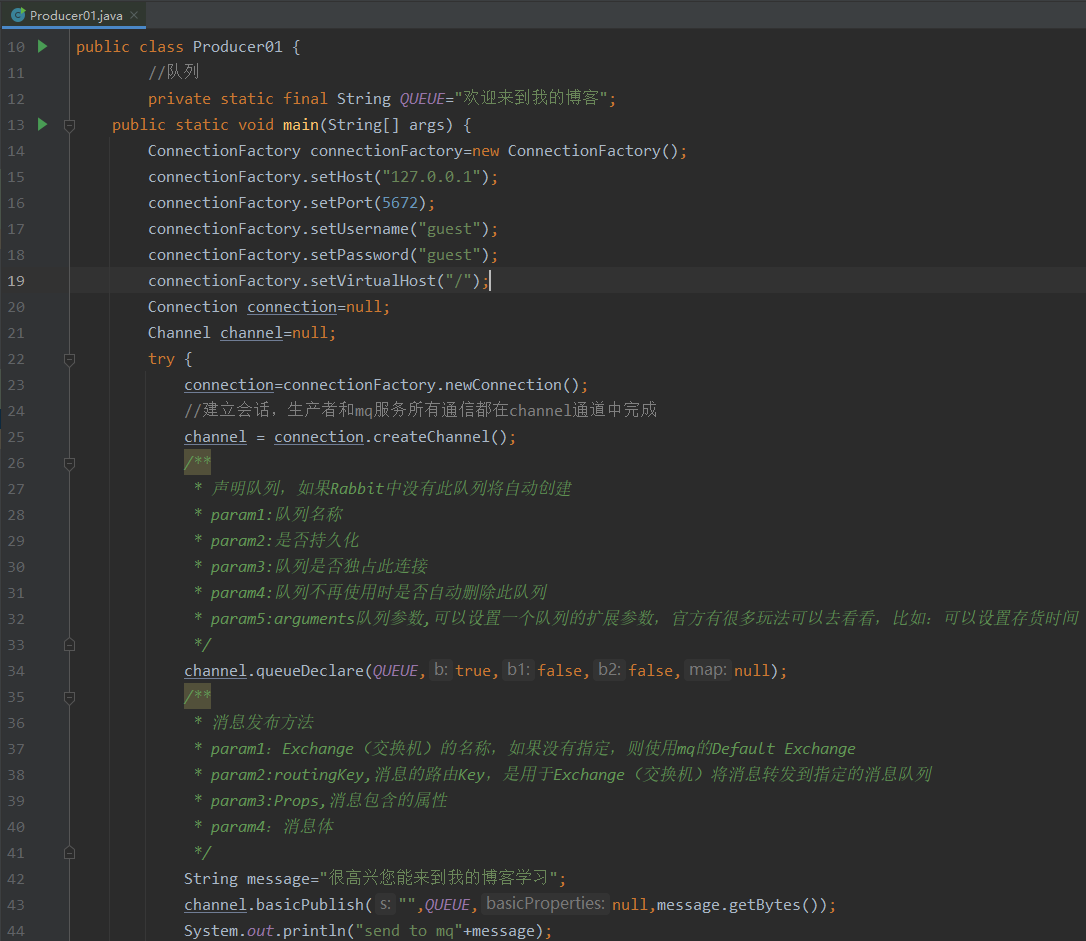 Producer01.java
10 public class Producer01 {
11 //队列
12 private static final String QUEUE="欢迎来到我的博客";
13 public static void main(String[] args) {
14 ConnectionFactory connectionFactory=new ConnectionFactory();
15 connectionFactory.setHost("127.0.0.1");
16 connectionFactory.setPort(5672);
17 connectionFactory.setUsername("guest");
18 connectionFactory.setPassword("guest");
19 connectionFactory.setVirtualHost("/");
20 Connection connection=null;
21 Channel channel=null;
22 try {
23 connection=connectionFactory.newConnection();
24 //建立会话，生产者和mq服务所有通信都在channel通道中完成
25 channel = connection.createChannel();
26 /**
27 * 声明队列，如果Rabbit中没有此队列将自动创建
28 * param1:队列名称
29 * param2:是否持久化
30 * param3:队列是否独占此连接
31 * param4:队列不再使用时是否自动删除此队列
32 * param5:arguments队列参数,可以设置一个队列的扩展参数，官方有很多玩法可以去看看，比如：可以设置存货时间
33 */
34 channel.queueDeclare(QUEUE, b: true, b1: false, b2: false, map: null);
35 /**
36 * 消息发布方法
37 * param1：Exchange（交换机）的名称，如果没有指定，则使用mq的Default Exchange
38 * param2:routingKey,消息的路由Key，是用于Exchange（交换机）将消息转发到指定的消息队列
39 * param3:Props,消息包含的属性
40 * param4：消息体
41 */
42 String message="很高兴您能来到我的博客学习";
43 channel.basicPublish( s: "",QUEUE, basicProperties: null,message.getBytes());
44 System.out.println("send to mq"+message);